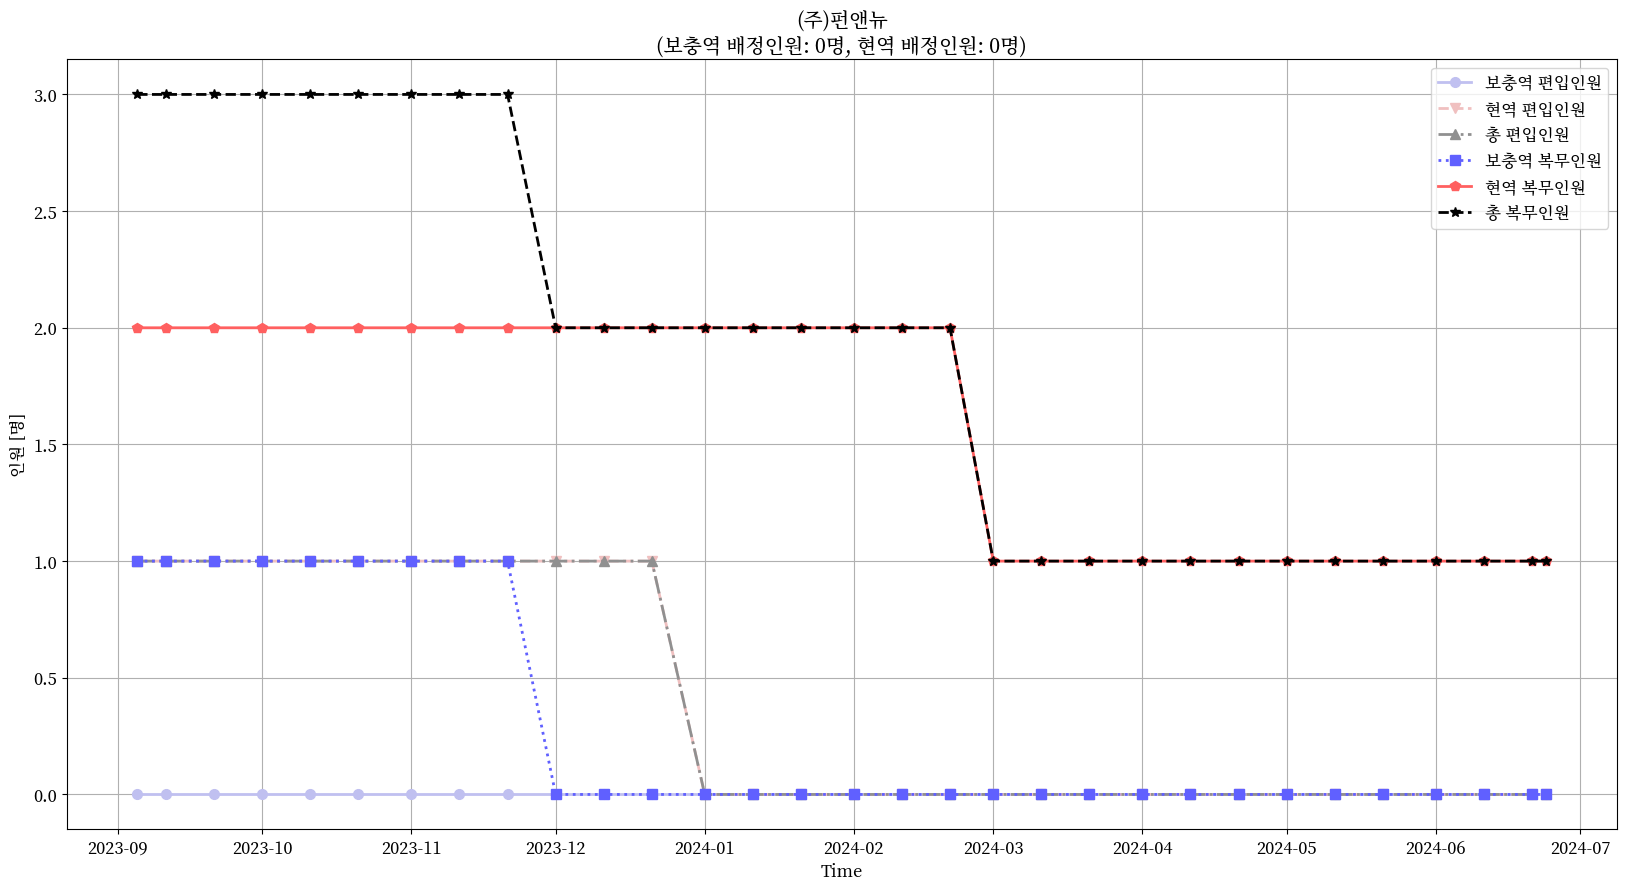 (주)펀앤뉴
(보충역 배정인원: 0명, 현역 배정인원: 0명)
보충역 편입인원
현역 편입인원
총 편입인원
보충역 복무인원
현역 복무인원
총 복무인원
인원 [명]
3.0
2.5
2.0
1.5
1.0
0.5
0.0
2023-09 2023-10 2023-11 2023-12 2024-01 2024-02 2024-03 2024-04 2024-05 2024-06 2024-07
Time